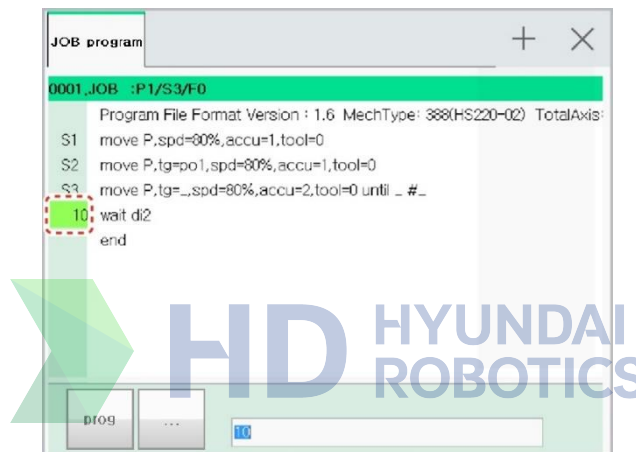 JOB program
0001.JOB :P1/S3/F0
Program File Format Version : 1.6 MechType: 388(HS220-02) TotalAxis:
S1 move P,spd=80%,accu=1,tool=0
S2 move P,tg=po1,spd=80%,accu=1,tool=0
S3 move P,tg=_,spd=80%,accu=2,tool=0 until _ #_
10 wait di2
end
HD HYUNDAI
ROBOTICS
prog ... 10